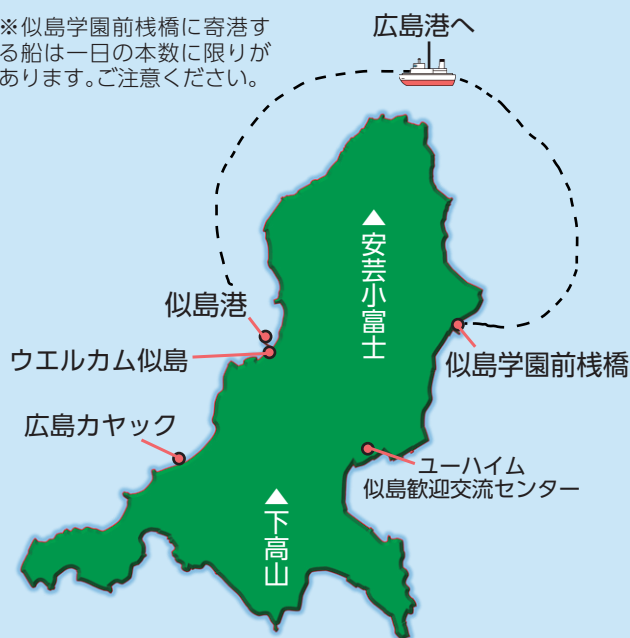 ※似島学園前桟橋に寄港す
る船は一日の本数に限りが
あります。ご注意ください。
広島港へ
▲安芸小富士
似島港
ウエルカム似島
似島学園前桟橋
広島カヤック
ユーハイム
似島歓迎交流センター
▲下高山